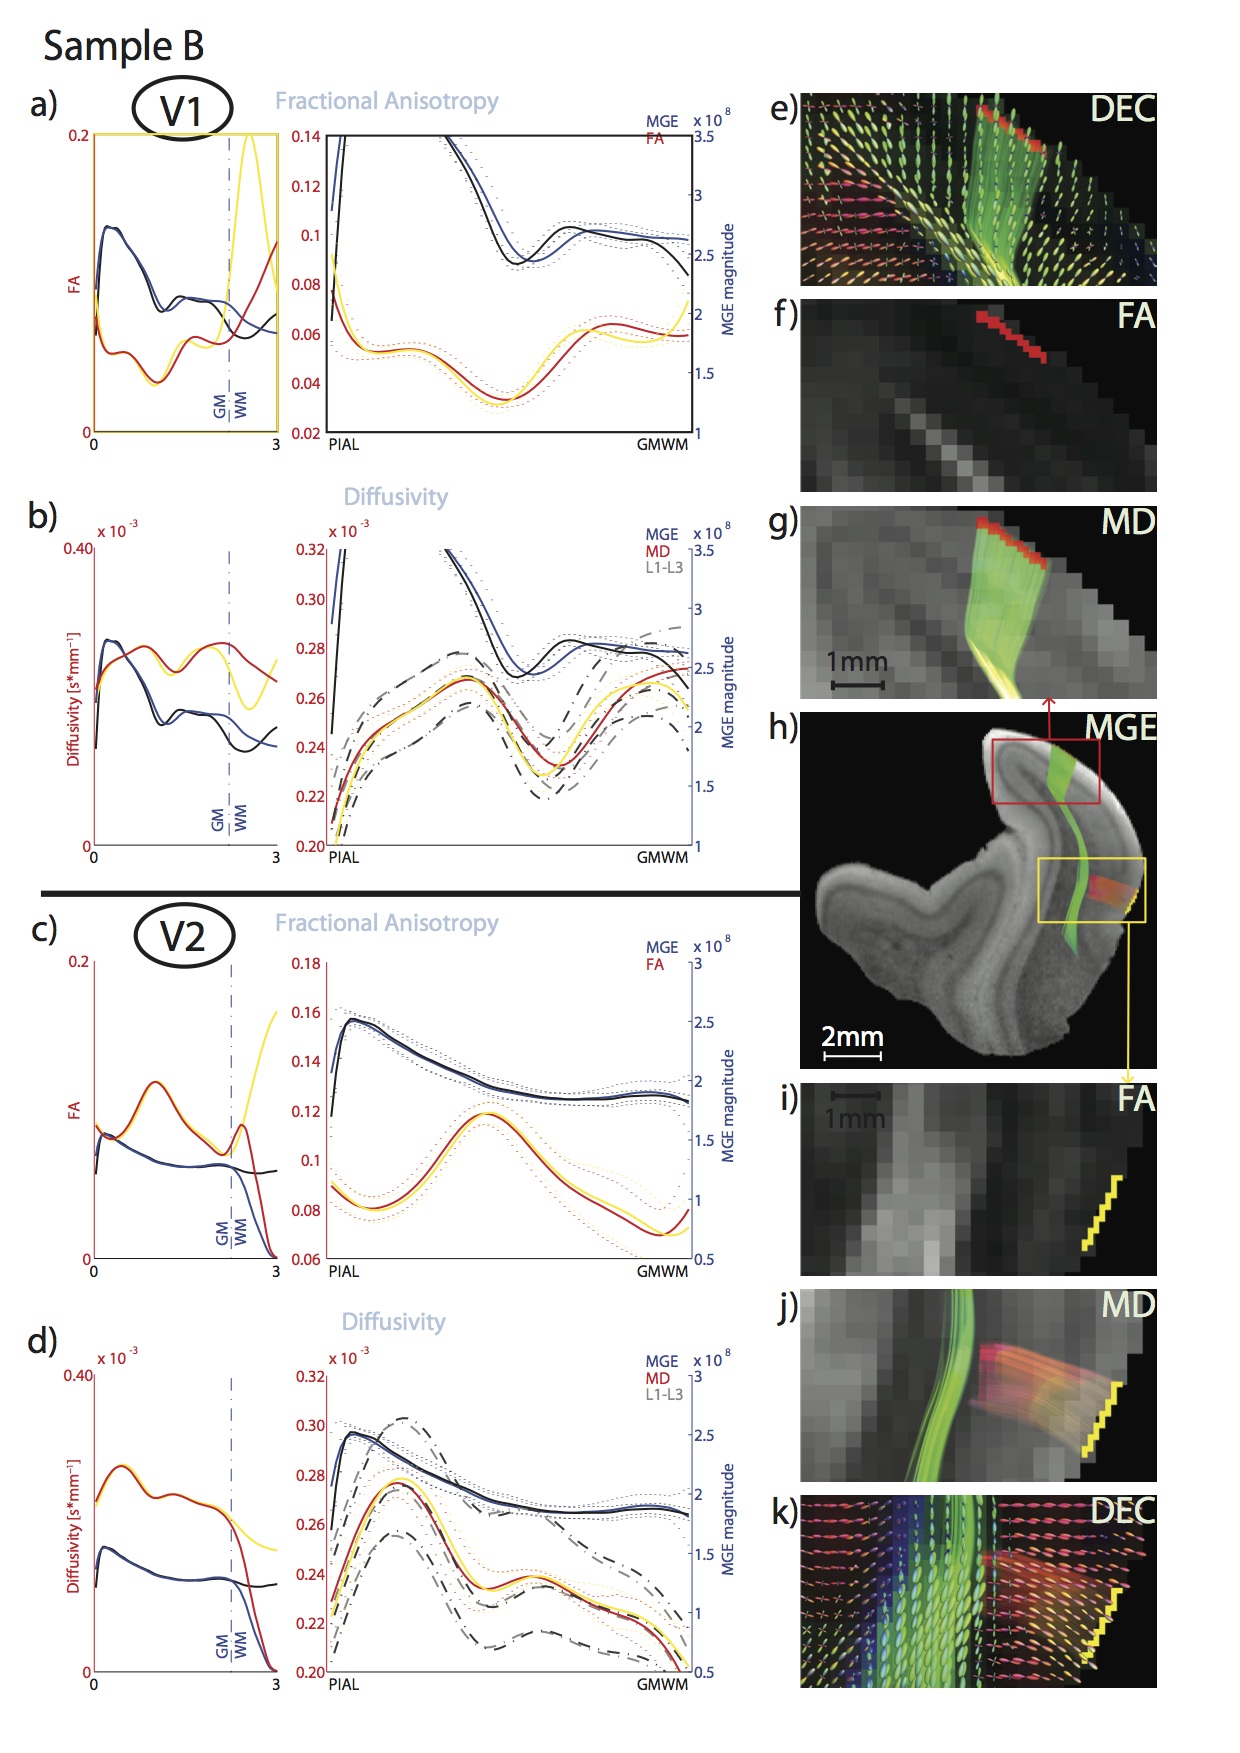 Sample B
a)
V1
Fractional Anisotropy
0.2
FA
0
0
3
GM
WM
0.14
0.12
0.1
0.08
0.06
0.04
0.02
PIAL
GMWM
MGE
FA
x 10 8
3.5
3
2.5
2
1.5
1
MGE magnitude
b)
Diffusivity
x 10 -3
0.40
Diffusivity [s*mm⁻¹]
0
0
3
GM
WM
x 10 -3
0.32
0.30
0.28
0.26
0.24
0.22
0.20
PIAL
GMWM
MGE
MD
L1-L3
x 10 8
3.5
3
2.5
2
1.5
1
MGE magnitude
c)
V2
Fractional Anisotropy
0.2
FA
0
0
3
GM
WM
0.18
0.16
0.14
0.12
0.1
0.08
0.06
PIAL
GMWM
MGE
FA
x 10 8
3
2.5
2
1.5
1
0.5
MGE magnitude
d)
Diffusivity
x 10 -3
0.40
Diffusivity [s*mm⁻¹]
0
0
3
GM
WM
x 10 -3
0.32
0.30
0.28
0.26
0.24
0.22
0.20
PIAL
GMWM
MGE
MD
L1-L3
x 10 8
3
2.5
2
1.5
1
0.5
MGE magnitude
e)
DEC
f)
FA
g)
MD
1mm
h)
MGE
2mm
i)
FA
1mm
j)
MD
k)
DEC